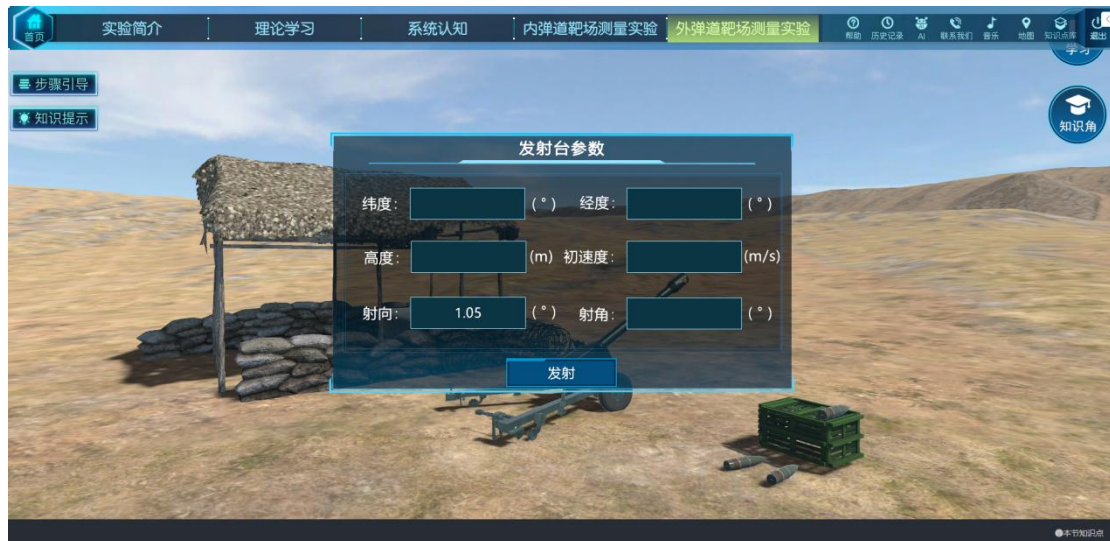 首页
实验简介
理论学习
系统认知
内弹道靶场测量实验
外弹道靶场测量实验
帮助
历史记录
AI
联系我们
音乐
地图
知识点库
退出
学习
步骤引导
知识提示
知识角
发射台参数
纬度: (°) 经度: (°)
高度: (m) 初速度: (m/s)
射向: 1.05 (°) 射角: (°)
发射
本节知识点